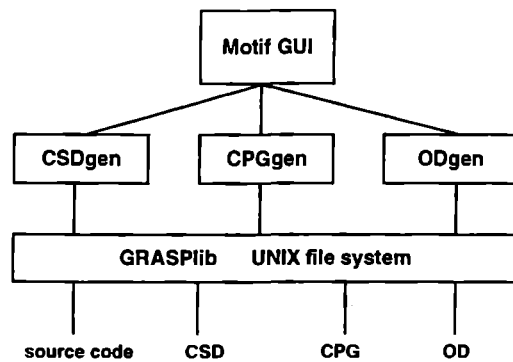 Motif GUI
CSDgen CPGgen ODgen
GRASPlib UNIX file system
source code CSD CPG OD